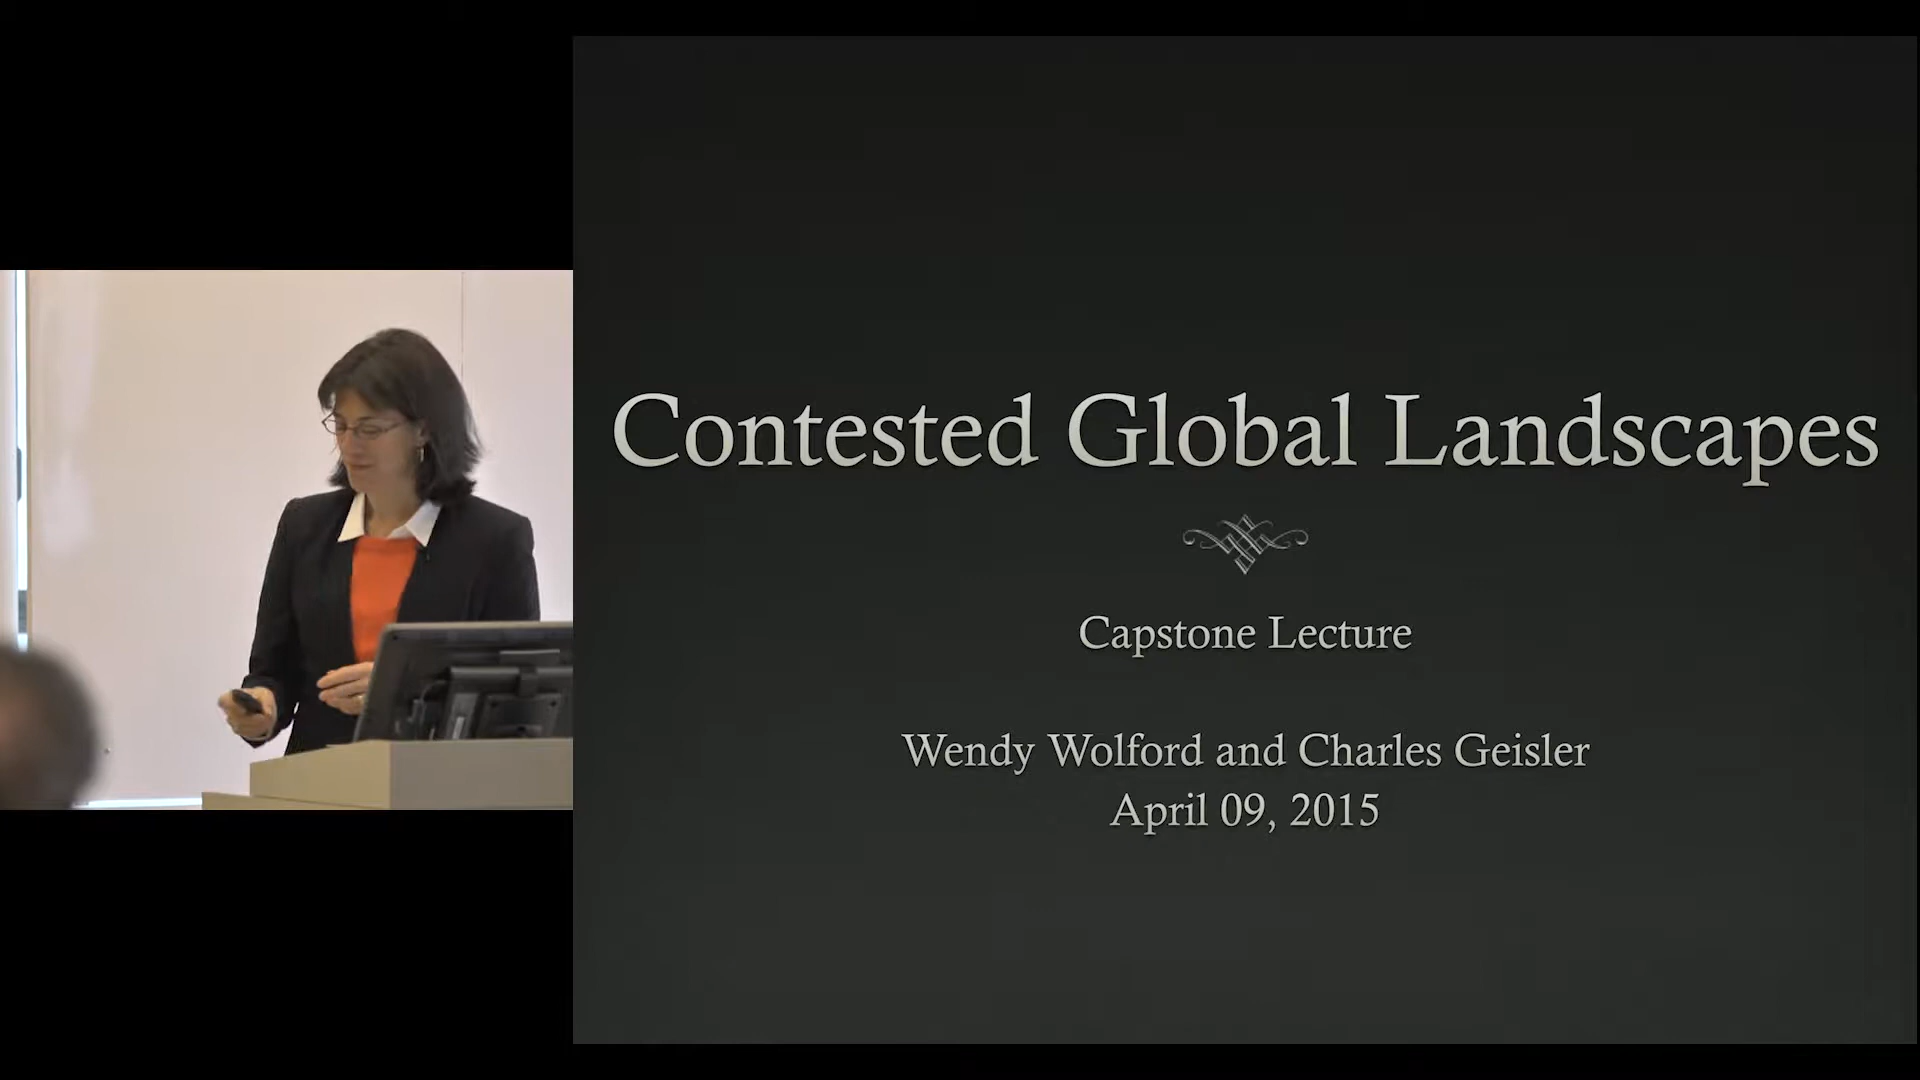 Contested Global Landscapes
Capstone Lecture
Wendy Wolford and Charles Geisler
April 09, 2015